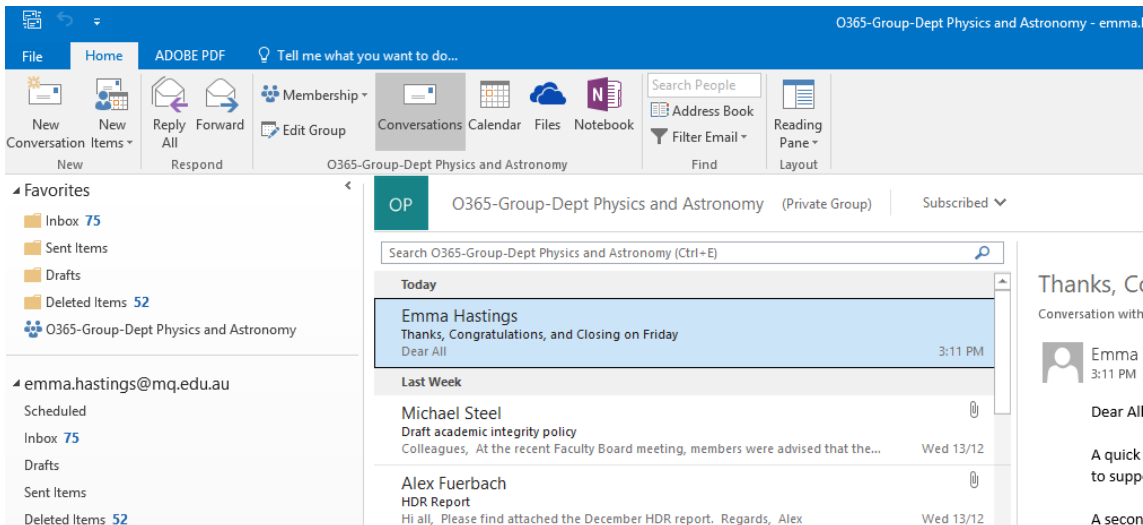 O365-Group-Dept Physics and Astronomy - emma.
File Home ADOBE PDF Tell me what you want to do...
New Conversation
New Items
Reply All
Forward
Membership
Edit Group
Conversations
Calendar
Files
Notebook
Search People
Address Book
Filter Email
Reading Pane
New Respond O365-Group-Dept Physics and Astronomy Find Layout
Favorites
Inbox 75
Sent Items
Drafts
Deleted Items 52
O365-Group-Dept Physics and Astronomy
emma.hastings@mq.edu.au
Scheduled
Inbox 75
Drafts
Sent Items
Deleted Items 52
OP O365-Group-Dept Physics and Astronomy (Private Group) Subscribed
Search O365-Group-Dept Physics and Astronomy (Ctrl+E)
Today
Emma Hastings
Thanks, Congratulations, and Closing on Friday
Dear All 3:11 PM
Last Week
Michael Steel
Draft academic integrity policy
Colleagues, At the recent Faculty Board meeting, members were advised that the... Wed 13/12
Alex Fuerbach
HDR Report
Hi all, Please find attached the December HDR report. Regards, Alex Wed 13/12
Thanks, Co
Conversation with
Emma
3:11 PM
Dear All
A quick
to supp
A secon